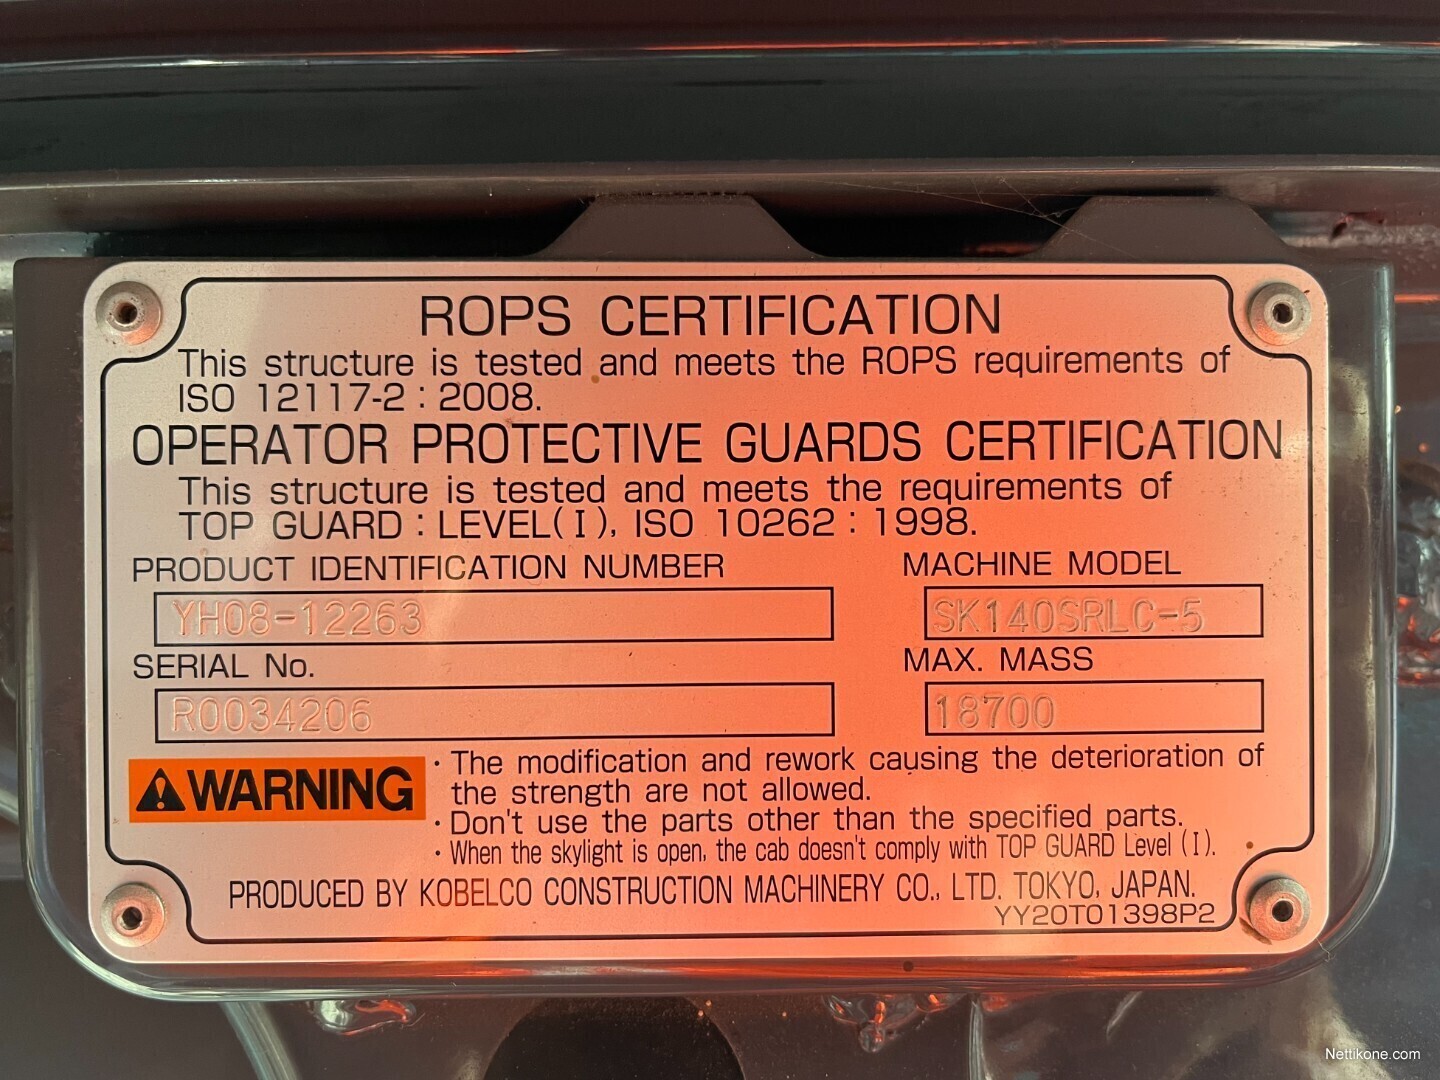 ROPS CERTIFICATION
This structure is tested and meets the ROPS requirements of
ISO 12117-2 : 2008.
OPERATOR PROTECTIVE GUARDS CERTIFICATION
This structure is tested and meets the requirements of
TOP GUARD : LEVEL(I), ISO 10262 : 1998.
PRODUCT IDENTIFICATION NUMBER MACHINE MODEL
YH08-12263 SK140SRLC-5
SERIAL No. MAX. MASS
R0034206 18700
WARNING
· The modification and rework causing the deterioration of
the strength are not allowed.
· Don't use the parts other than the specified parts.
· When the skylight is open, the cab doesn't comply with TOP GUARD Level (I).
PRODUCED BY KOBELCO CONSTRUCTION MACHINERY CO., LTD. TOKYO, JAPAN.
YY20T01398P2
Nettikone.com